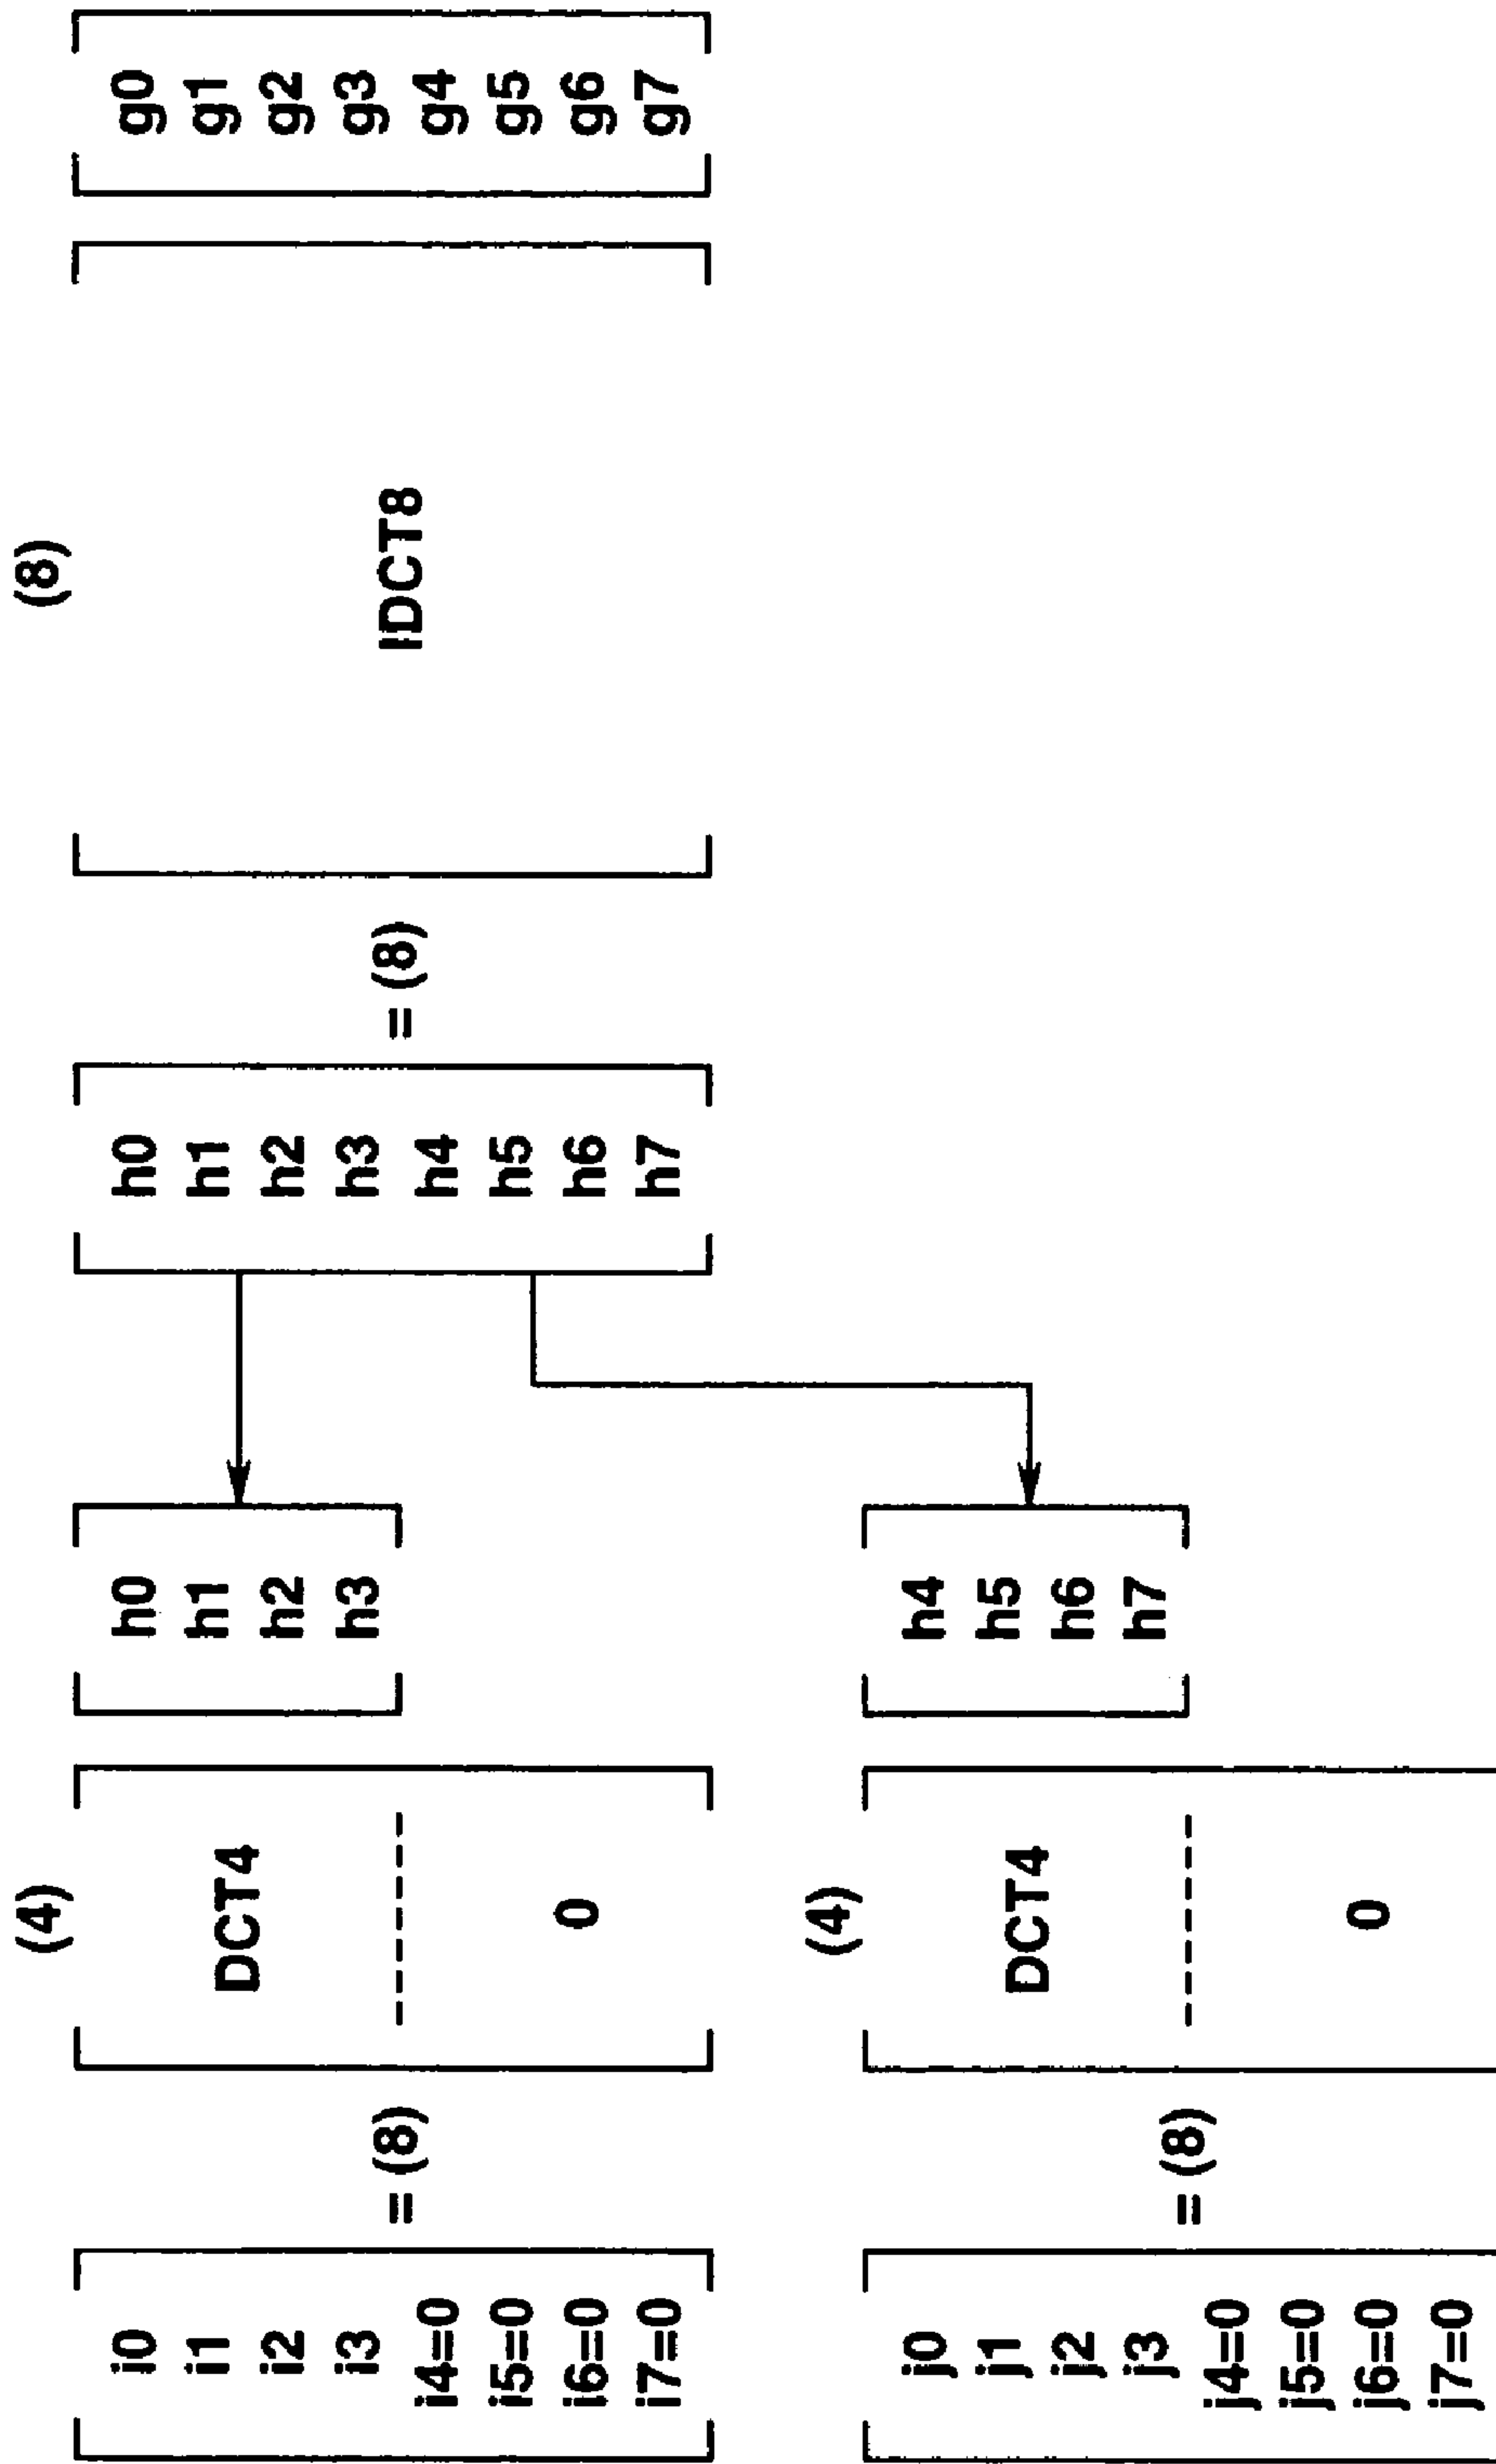 (4) (8)
i0 h0 h0 g0
i1 h1 h1 g1
DCT4
i2 h2 h2 g2
i3 h3 h3 g3
= (8) = (8) IDCT8
i4=0 h4 g4
i5=0 h5 g5
i6=0 0 h6 g6
i7=0 h7 g7
(4)
j0 h4
j1 h5
DCT4
j2 h6
j3 h7
= (8)
j4=0
j5=0
j6=0 0
j7=0